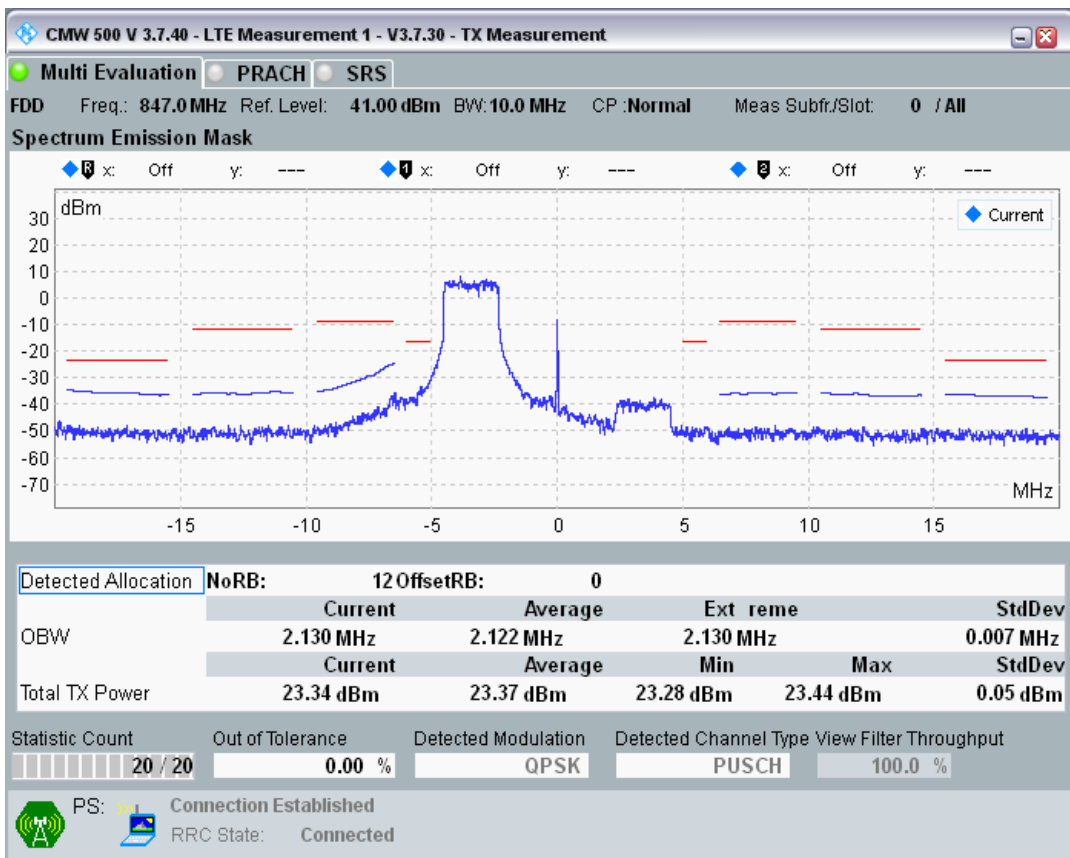 CMW 500 V 3.7.40 - LTE Measurement 1 - V3.7.30 - TX Measurement
Multi Evaluation PRACH SRS
FDD Freq.: 847.0 MHz Ref. Level: 41.00 dBm BW: 10.0 MHz CP :Normal Meas Subfr./Slot: 0 / All
Spectrum Emission Mask
R x: Off y: --- 1 x: Off y: --- 2 x: Off y: ---
dBm
Current
30
20
10
0
-10
-20
-30
-40
-50
-60
-70
MHz
-15 -10 -5 0 5 10 15
Detected Allocation NoRB: 12 OffsetRB: 0
Current Average Ext reme StdDev
OBW 2.130 MHz 2.122 MHz 2.130 MHz 0.007 MHz
Current Average Min Max StdDev
Total TX Power 23.34 dBm 23.37 dBm 23.28 dBm 23.44 dBm 0.05 dBm
Statistic Count Out of Tolerance Detected Modulation Detected Channel Type View Filter Throughput
20 / 20 0.00 % QPSK PUSCH 100.0 %
PS: Connection Established
RRC State: Connected